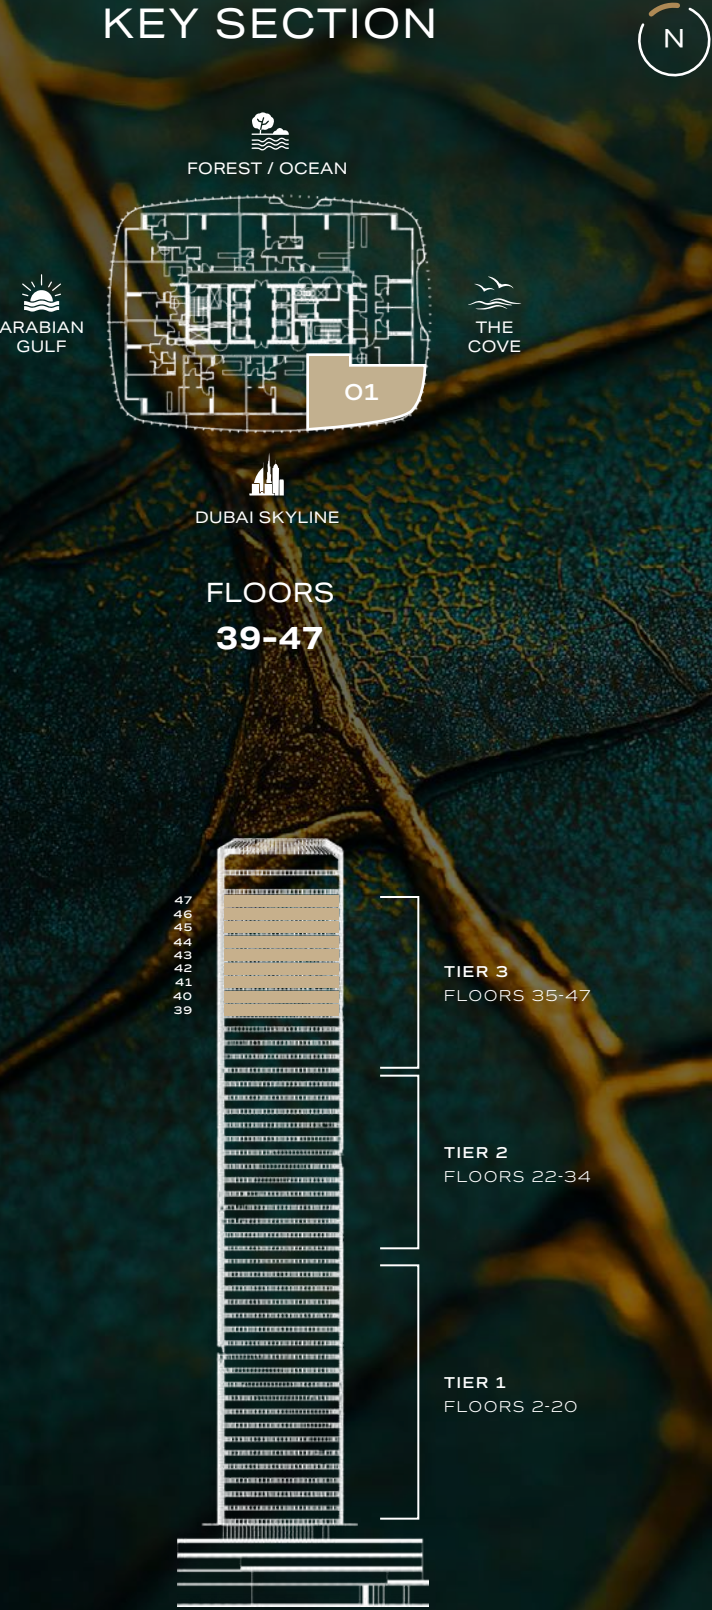 KEY SECTION
N
FOREST / OCEAN
ARABIAN
GULF
THE
COVE
01
DUBAI SKYLINE
FLOORS
39-47
47
46
45
44
43
42
41
40
39
TIER 3
FLOORS 35-47
TIER 2
FLOORS 22-34
TIER 1
FLOORS 2-20